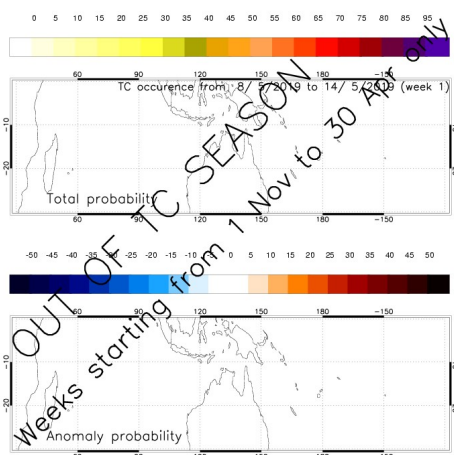 0 5 10 15 20 25 30 35 40 45 50 55 60 65 70 75 80 85 90 95
60 90 120 150 180 −150
TC occurence from 8/ 5/2019 to 14/ 5/2019 (week 1)
−10
−20
Total probability
60 90 120 150 180 −150
OUT OF TC SEASON
Weeks starting from 1 Nov to 30 Apr only
−50 −45 −40 −35 −25 −20 −15 −10 −5 0 5 10 15 20 25 30 35 40 45 50
60 90 120 150 180 −150
−10
−20
Anomaly probability